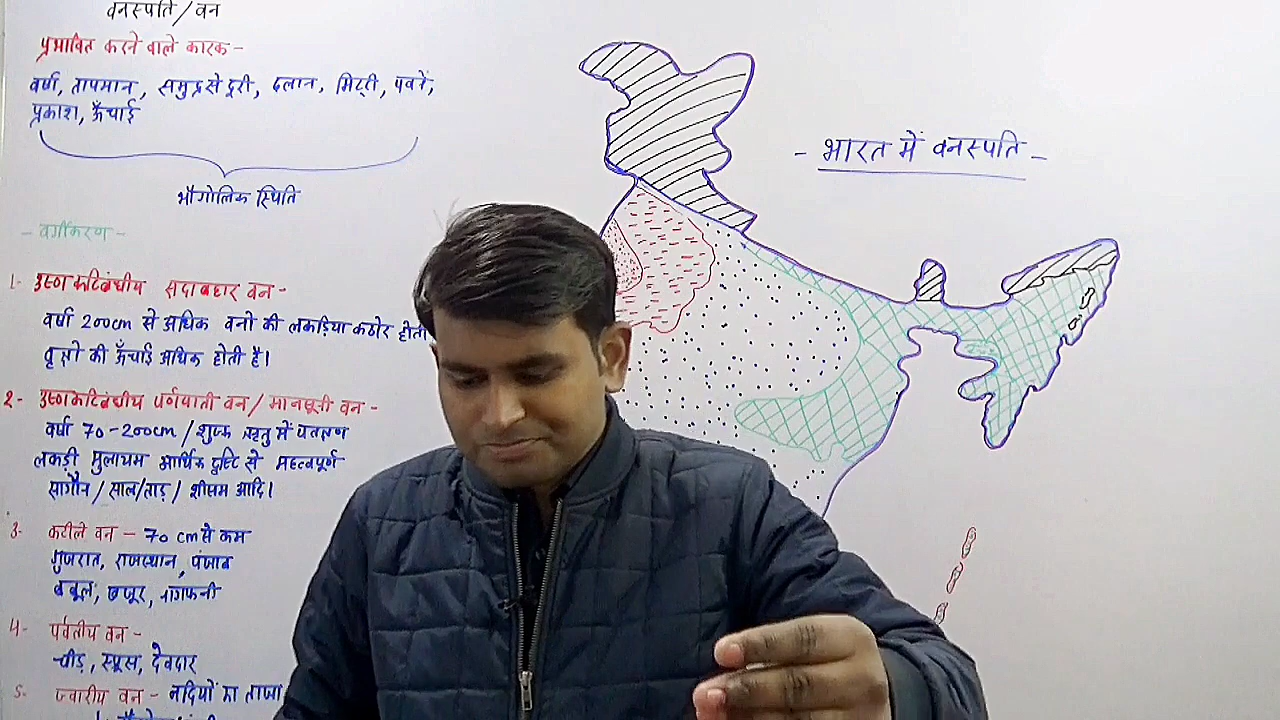 वनस्पति / वन
प्रभावित करने वाले कारक -
वर्षा, तापमान, समुद्र से दूरी, ढलान, मिट्टी, पवनें,
प्रकाश, ऊँचाई
भौगोलिक स्थिति
- वर्गीकरण -
1- उष्ण कटिबंधीय सदाबहार वन -
वर्षा 200cm से अधिक वनो की लकड़िया कठोर होती
वृक्षो की ऊँचाई अधिक होती है।
2- उष्ण कटिबंधीय पर्णपाती वन / मानसूनी वन -
वर्षा 70-200cm / शुष्क ऋतु में पतझण
लकड़ी मुलायम आर्थिक दृष्टि से महत्वपूर्ण
सागौन / साल / ताड़ / शीसम आदि।
3- कटीले वन - 70 cm से कम
गुजरात, राजस्थान, पंजाब
बबूल, खजूर, नागफनी
4- पर्वतीय वन -
चीड़, स्प्रूस, देवदार
5- ज्वारीय वन - नदियों का ताजा
- भारत में वनस्पति -